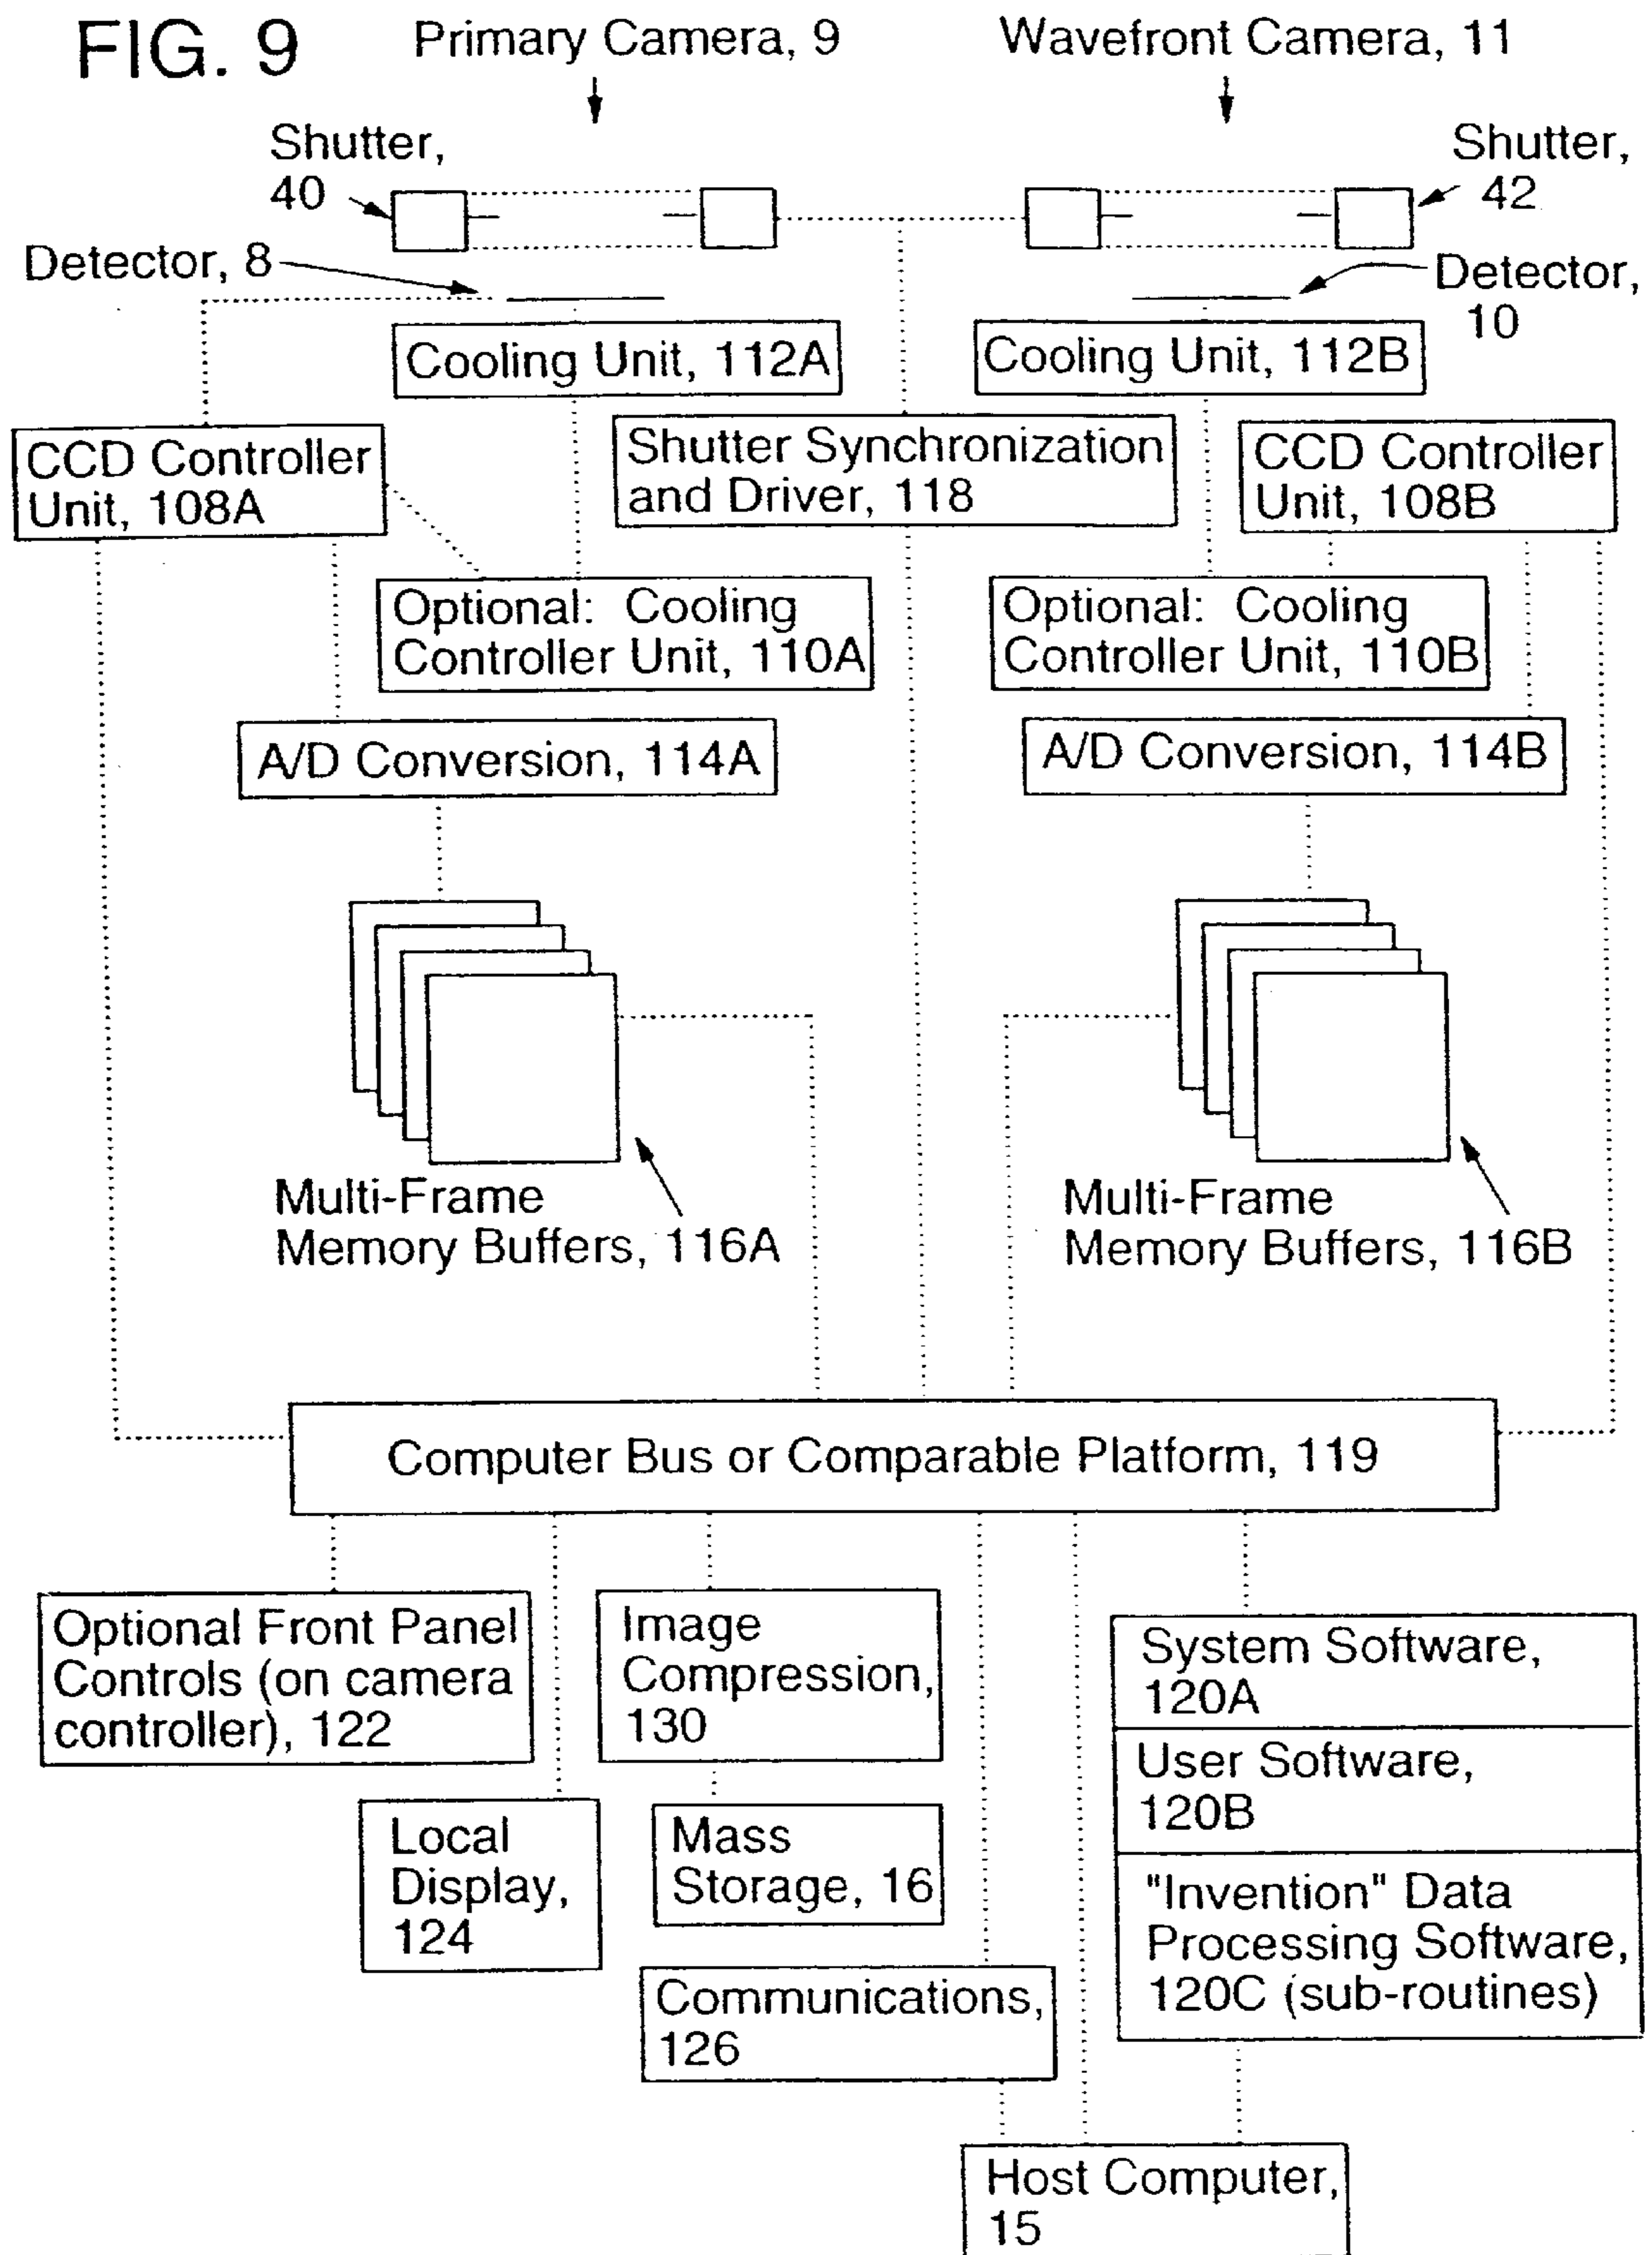 FIG. 9
Primary Camera, 9
Wavefront Camera, 11
Shutter,
40
Shutter,
42
Detector, 8
Detector,
10
Cooling Unit, 112A
Cooling Unit, 112B
CCD Controller
Unit, 108A
Shutter Synchronization
and Driver, 118
CCD Controller
Unit, 108B
Optional: Cooling
Controller Unit, 110A
Optional: Cooling
Controller Unit, 110B
A/D Conversion, 114A
A/D Conversion, 114B
Multi-Frame
Memory Buffers, 116A
Multi-Frame
Memory Buffers, 116B
Computer Bus or Comparable Platform, 119
Optional Front Panel
Controls (on camera
controller), 122
Image
Compression,
130
System Software,
120A
User Software,
120B
Local
Display,
124
Mass
Storage, 16
"Invention" Data
Processing Software,
120C (sub-routines)
Communications,
126
Host Computer,
15